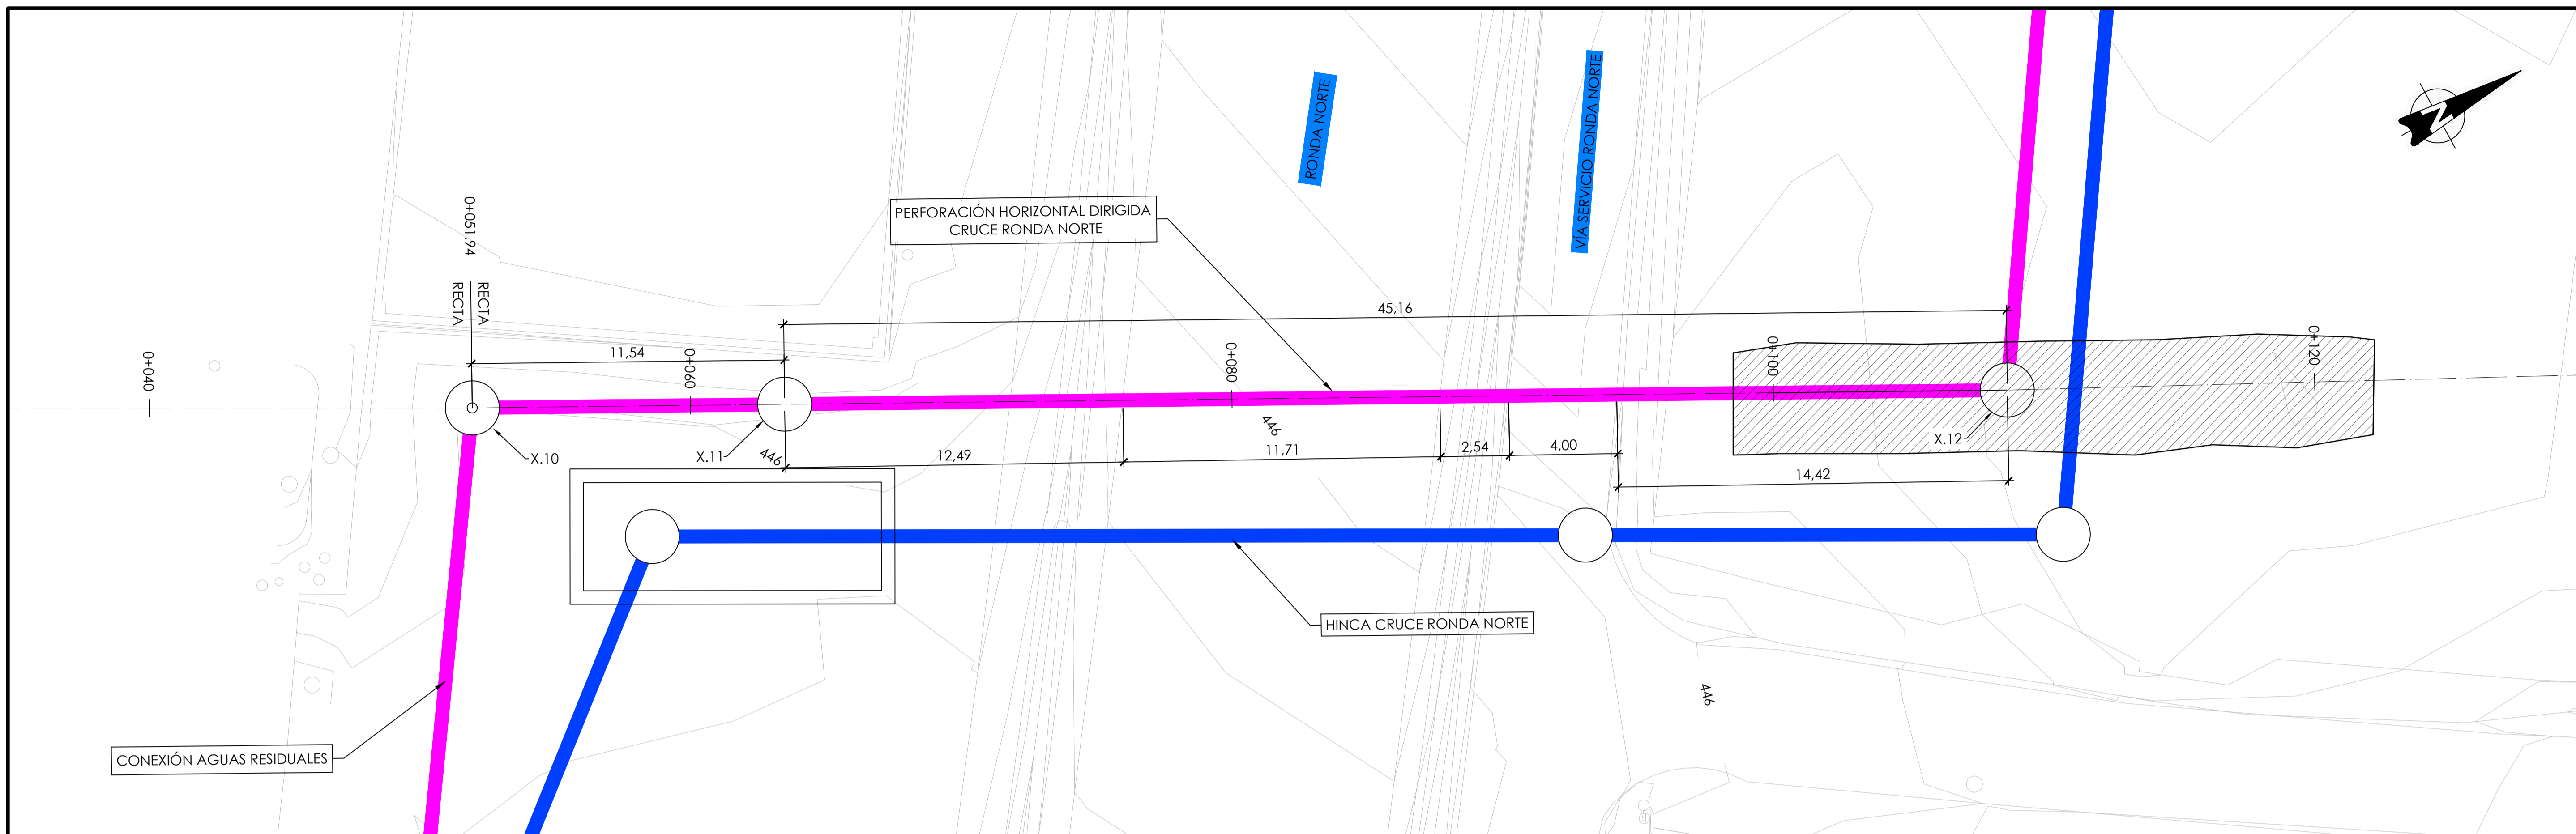 RONDA NORTE
VÍA SERVICIO RONDA NORTE
N
PERFORACIÓN HORIZONTAL DIRIGIDA
CRUCE RONDA NORTE
0+051.94
RECTA
RECTA
45,16
11,54
0+040
0+060
0+080
0+100
0+120
446
X.10
X.11
446
12,49
11,71
2,54
4,00
X.12
14,42
HINCA CRUCE RONDA NORTE
446
CONEXIÓN AGUAS RESIDUALES